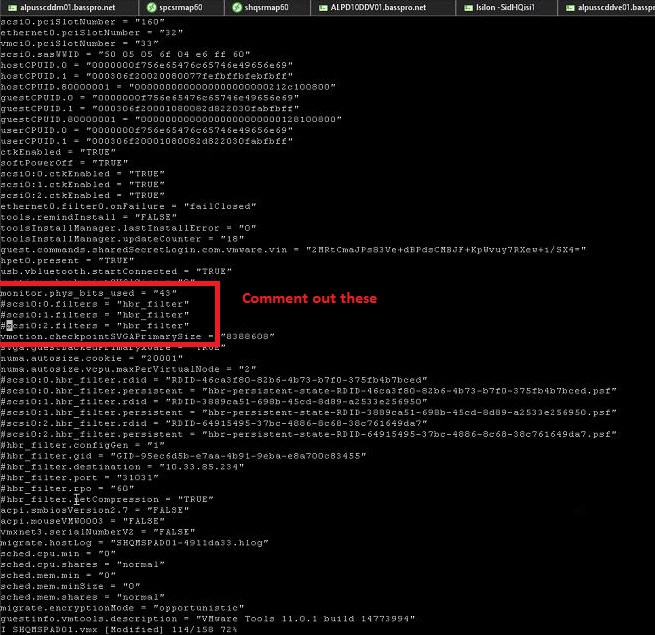 alpusscddm01.basspro.net spcsrmap60 shqsrmap60 ALPD10DDV01.basspro.net Isilon -SidHQisi1 alpusscddve01.basspro
scsi0.pciSlotNumber = "160"
ethernet0.pciSlotNumber = "32"
vmci0.pciSlotNumber = "33"
scsi0.sasWWID = "50 05 05 6f 04 e6 ff 60"
hostCPUID.0 = "0000000f756e65476c65746e49656e69"
hostCPUID.1 = "000306f20020080077fefbffbfebfbff"
hostCPUID.80000001 = "0000000000000000000000212c100800"
guestCPUID.0 = "0000000f756e65476c65746e49656e69"
guestCPUID.1 = "000306f20001080082d822030fabfbff"
guestCPUID.80000001 = "00000000000000000000000128100800"
userCPUID.0 = "0000000f756e65476c65746e49656e69"
userCPUID.1 = "000306f20001080082d822030fabfbff"
ctkEnabled = "TRUE"
softPowerOff = "TRUE"
scsi0:0.ctkEnabled = "TRUE"
scsi0:1.ctkEnabled = "TRUE"
scsi0:2.ctkEnabled = "TRUE"
ethernet0.filter0.onFailure = "failClosed"
tools.remindInstall = "FALSE"
toolsInstallManager.lastInstallError = "0"
toolsInstallManager.updateCounter = "18"
guest.commands.sharedSecretLogin.com.vmware.vin =
hpet0.present = "TRUE"
usb.vbluetooth.startConnected = "TRUE"
monitor.phys_bits_used = "43"
#scsi0:0.filters = "hbr_filter"
#scsi0:1.filters = "hbr_filter"
#scsi0:2.filters = "hbr_filter"
Comment out these
vmotion.checkpointSVGAPrimarySize = "8388608"
numa.autosize.cookie = "20001"
numa.autosize.vcpu.maxPerVirtualNode = "2"
#scsi0:0.hbr_filter.rdid = "RDID-46ca3f80-82b6-4b73-b7f0-375fb4b7bced"
#scsi0:0.hbr_filter.persistent = "hbr-persistent-state-RDID-46ca3f80-82b6-4b73-b7f0-375fb4b7bced.psf"
#scsi0:1.hbr_filter.rdid = "RDID-3889ca51-698b-45cd-8d89-a2533e256950"
#scsi0:1.hbr_filter.persistent = "hbr-persistent-state-RDID-3889ca51-698b-45cd-8d89-a2533e256950.psf"
#scsi0:2.hbr_filter.rdid = "RDID-64915495-37bc-4886-8c68-38c761649da7"
#scsi0:2.hbr_filter.persistent = "hbr-persistent-state-RDID-64915495-37bc-4886-8c68-38c761649da7.psf"
#hbr_filter.configGen = "1"
#hbr_filter.gid = "GID-95ec6d5b-e7aa-4b91-9eba-e8a700c83455"
#hbr_filter.destination = "10.33.85.234"
#hbr_filter.port = "31031"
#hbr_filter.rpo = "60"
#hbr_filter.netCompression = "TRUE"
acpi.smbiosVersion2.7 = "FALSE"
acpi.mouseVMW0003 = "FALSE"
vmxnet3.serialNumberV2 = "FALSE"
migrate.hostLog = "SHQMSPAD01-4911da33.hlog"
sched.cpu.min = "0"
sched.cpu.shares = "normal"
sched.mem.min = "0"
sched.mem.minSize = "0"
sched.mem.shares = "normal"
migrate.encryptionMode = "opportunistic"
guestinfo.vmtools.description = "VMware Tools 11.0.1 build 14773994"
I SHQMSPAD01.vmx [Modified] 114/158 72%